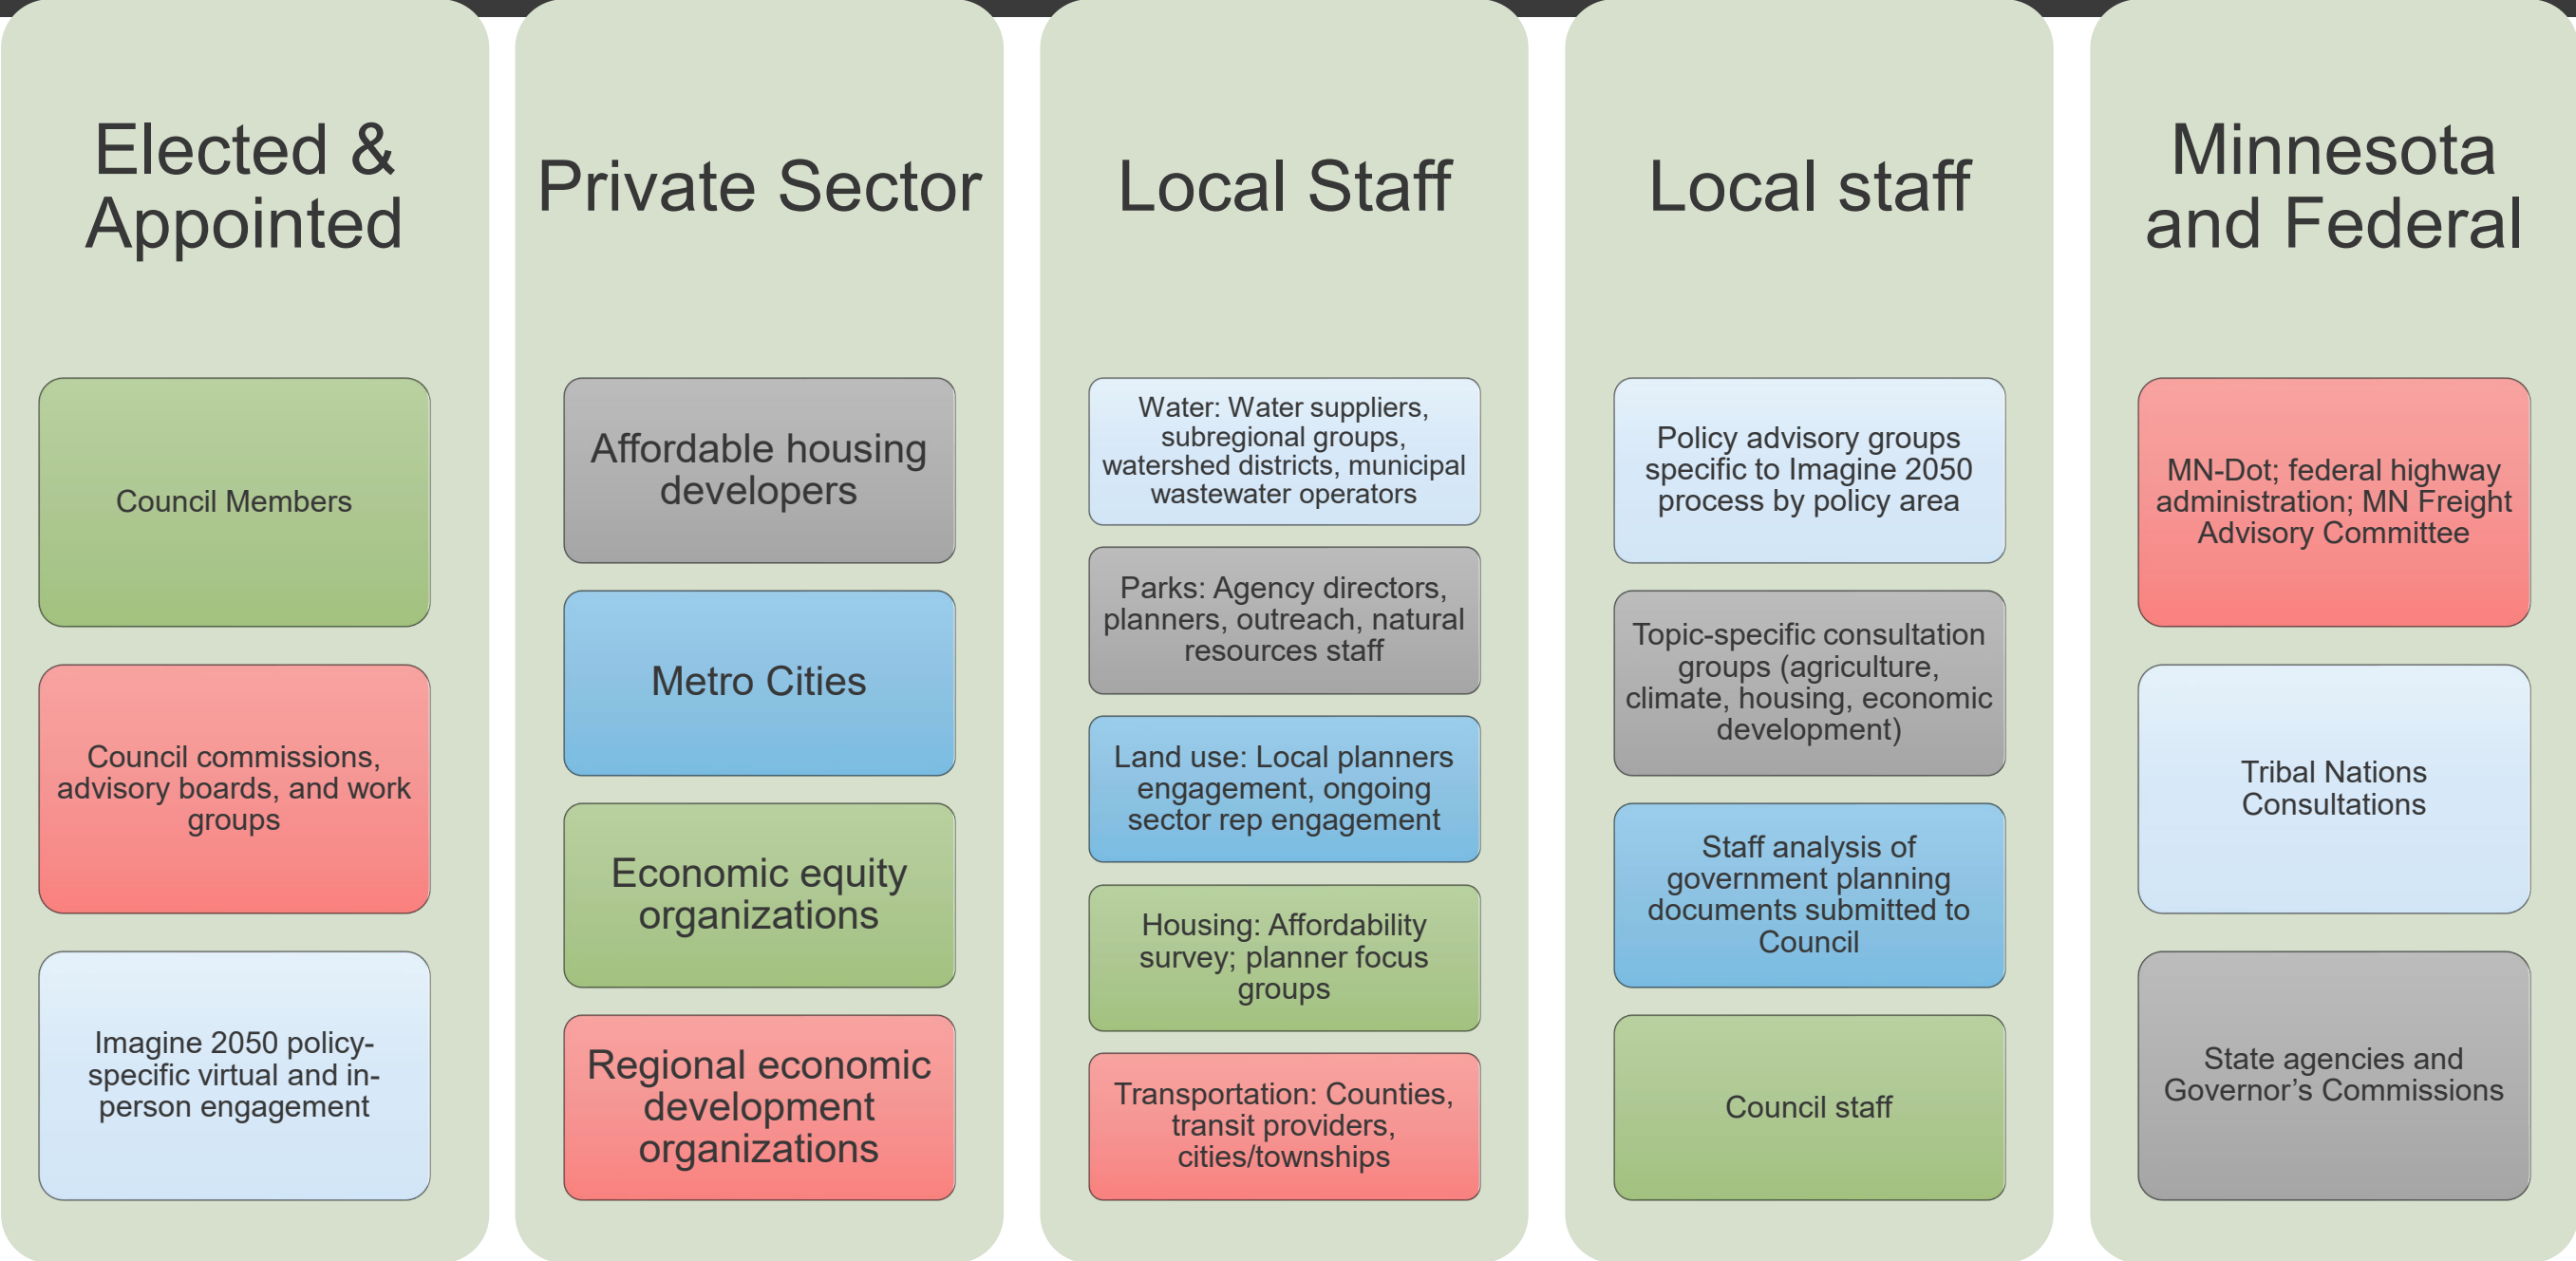 Elected &
Appointed
Council Members
Council commissions,
advisory boards, and work
groups
Imagine 2050 policy-
specific virtual and in-
person engagement
Private Sector
Affordable housing
developers
Metro Cities
Economic equity
organizations
Regional economic
development
organizations
Local Staff
Water: Water suppliers,
subregional groups,
watershed districts, municipal
wastewater operators
Parks: Agency directors,
planners, outreach, natural
resources staff
Land use: Local planners
engagement, ongoing
sector rep engagement
Housing: Affordability
survey; planner focus
groups
Transportation: Counties,
transit providers,
cities/townships
Local staff
Policy advisory groups
specific to Imagine 2050
process by policy area
Topic-specific consultation
groups (agriculture,
climate, housing, economic
development)
Staff analysis of
government planning
documents submitted to
Council
Council staff
Minnesota
and Federal
MN-Dot; federal highway
administration; MN Freight
Advisory Committee
Tribal Nations
Consultations
State agencies and
Governor’s Commissions